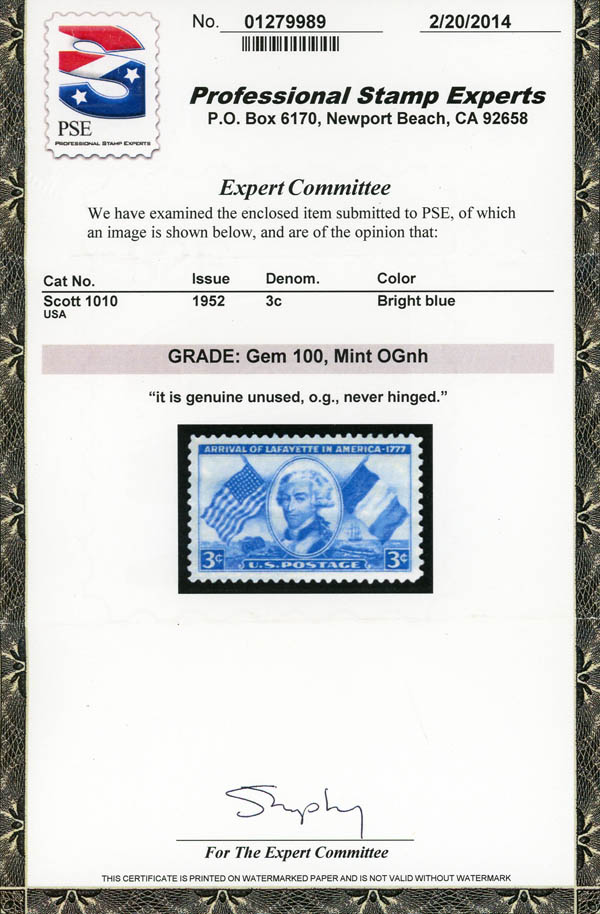 No. 01279989 2/20/2014
PSE
PROFESSIONAL STAMP EXPERTS
Professional Stamp Experts
P.O. Box 6170, Newport Beach, CA 92658
Expert Committee
We have examined the enclosed item submitted to PSE, of which
an image is shown below, and are of the opinion that:
Cat No. Issue Denom. Color
Scott 1010 1952 3c Bright blue
USA
GRADE: Gem 100, Mint OGnh
“it is genuine unused, o.g., never hinged.”
ARRIVAL OF LAFAYETTE IN AMERICA-1777
3¢ 3¢
U.S. POSTAGE
For The Expert Committee
THIS CERTIFICATE IS PRINTED ON WATERMARKED PAPER AND IS NOT VALID WITHOUT WATERMARK